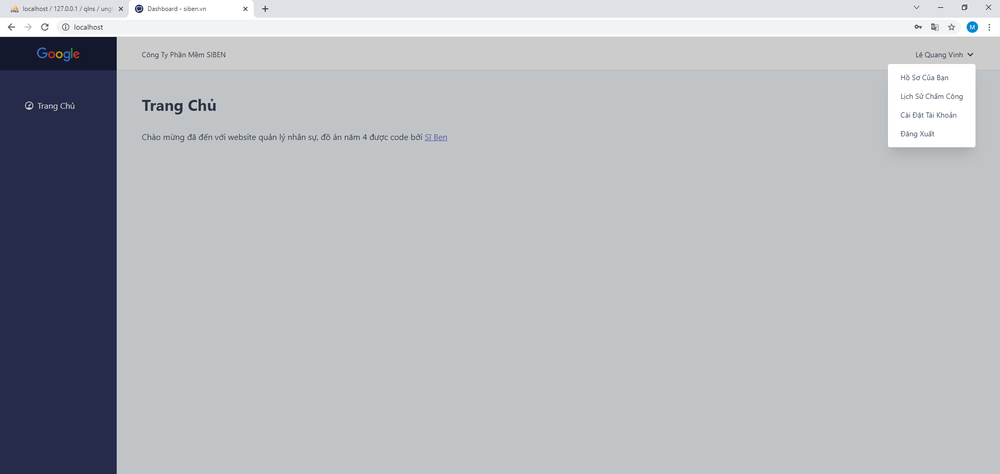 localhost / 127.0.0.1 / qlns / ung
Dashboard - siben.vn
localhost
M
Google
Công Ty Phần Mềm SIBEN
Lê Quang Vinh
Hồ Sơ Của Bạn
Lịch Sử Chấm Công
Cài Đặt Tài Khoản
Đăng Xuất
Trang Chủ
Trang Chủ
Chào mừng đã đến với website quản lý nhân sự, đồ án năm 4 được code bởi Sĩ Ben